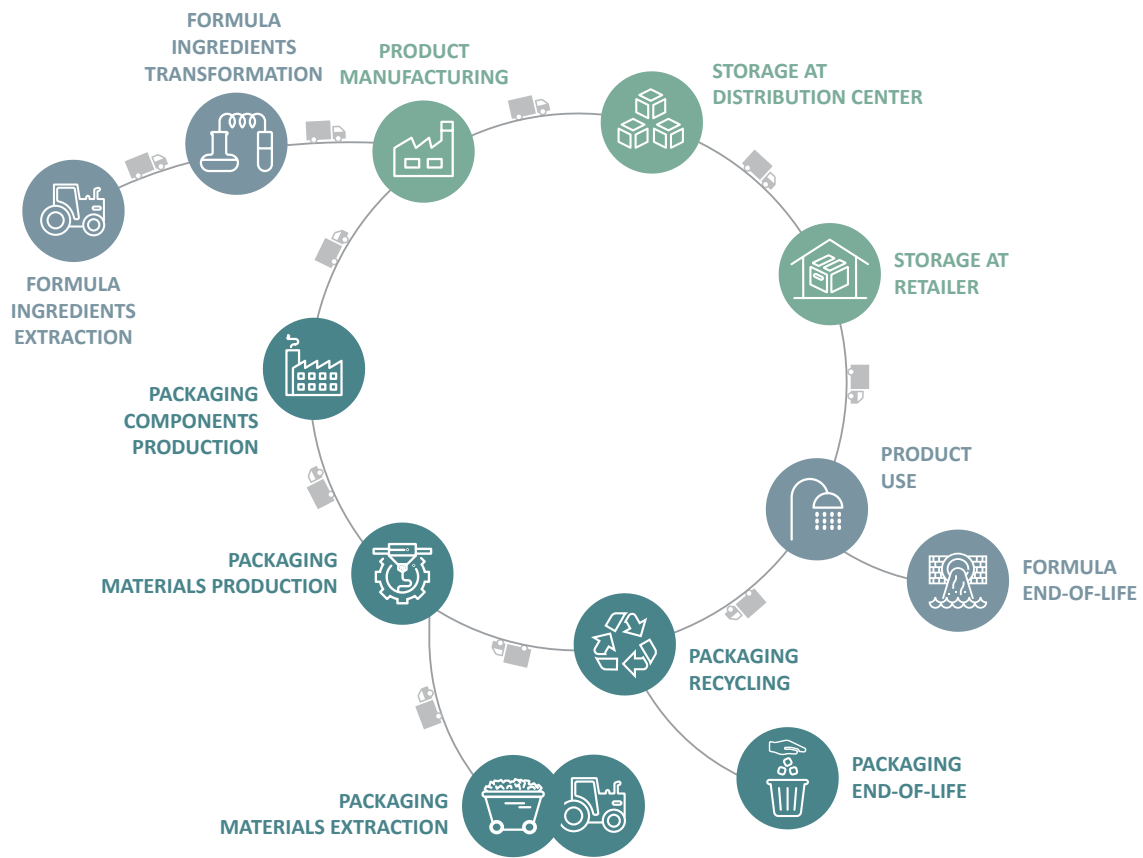 FORMULA
INGREDIENTS
TRANSFORMATION
PRODUCT
MANUFACTURING
STORAGE AT
DISTRIBUTION CENTER
FORMULA
INGREDIENTS
EXTRACTION
STORAGE AT
RETAILER
PACKAGING
COMPONENTS
PRODUCTION
PRODUCT
USE
PACKAGING
MATERIALS PRODUCTION
FORMULA
END-OF-LIFE
PACKAGING
RECYCLING
PACKAGING
MATERIALS EXTRACTION
PACKAGING
END-OF-LIFE